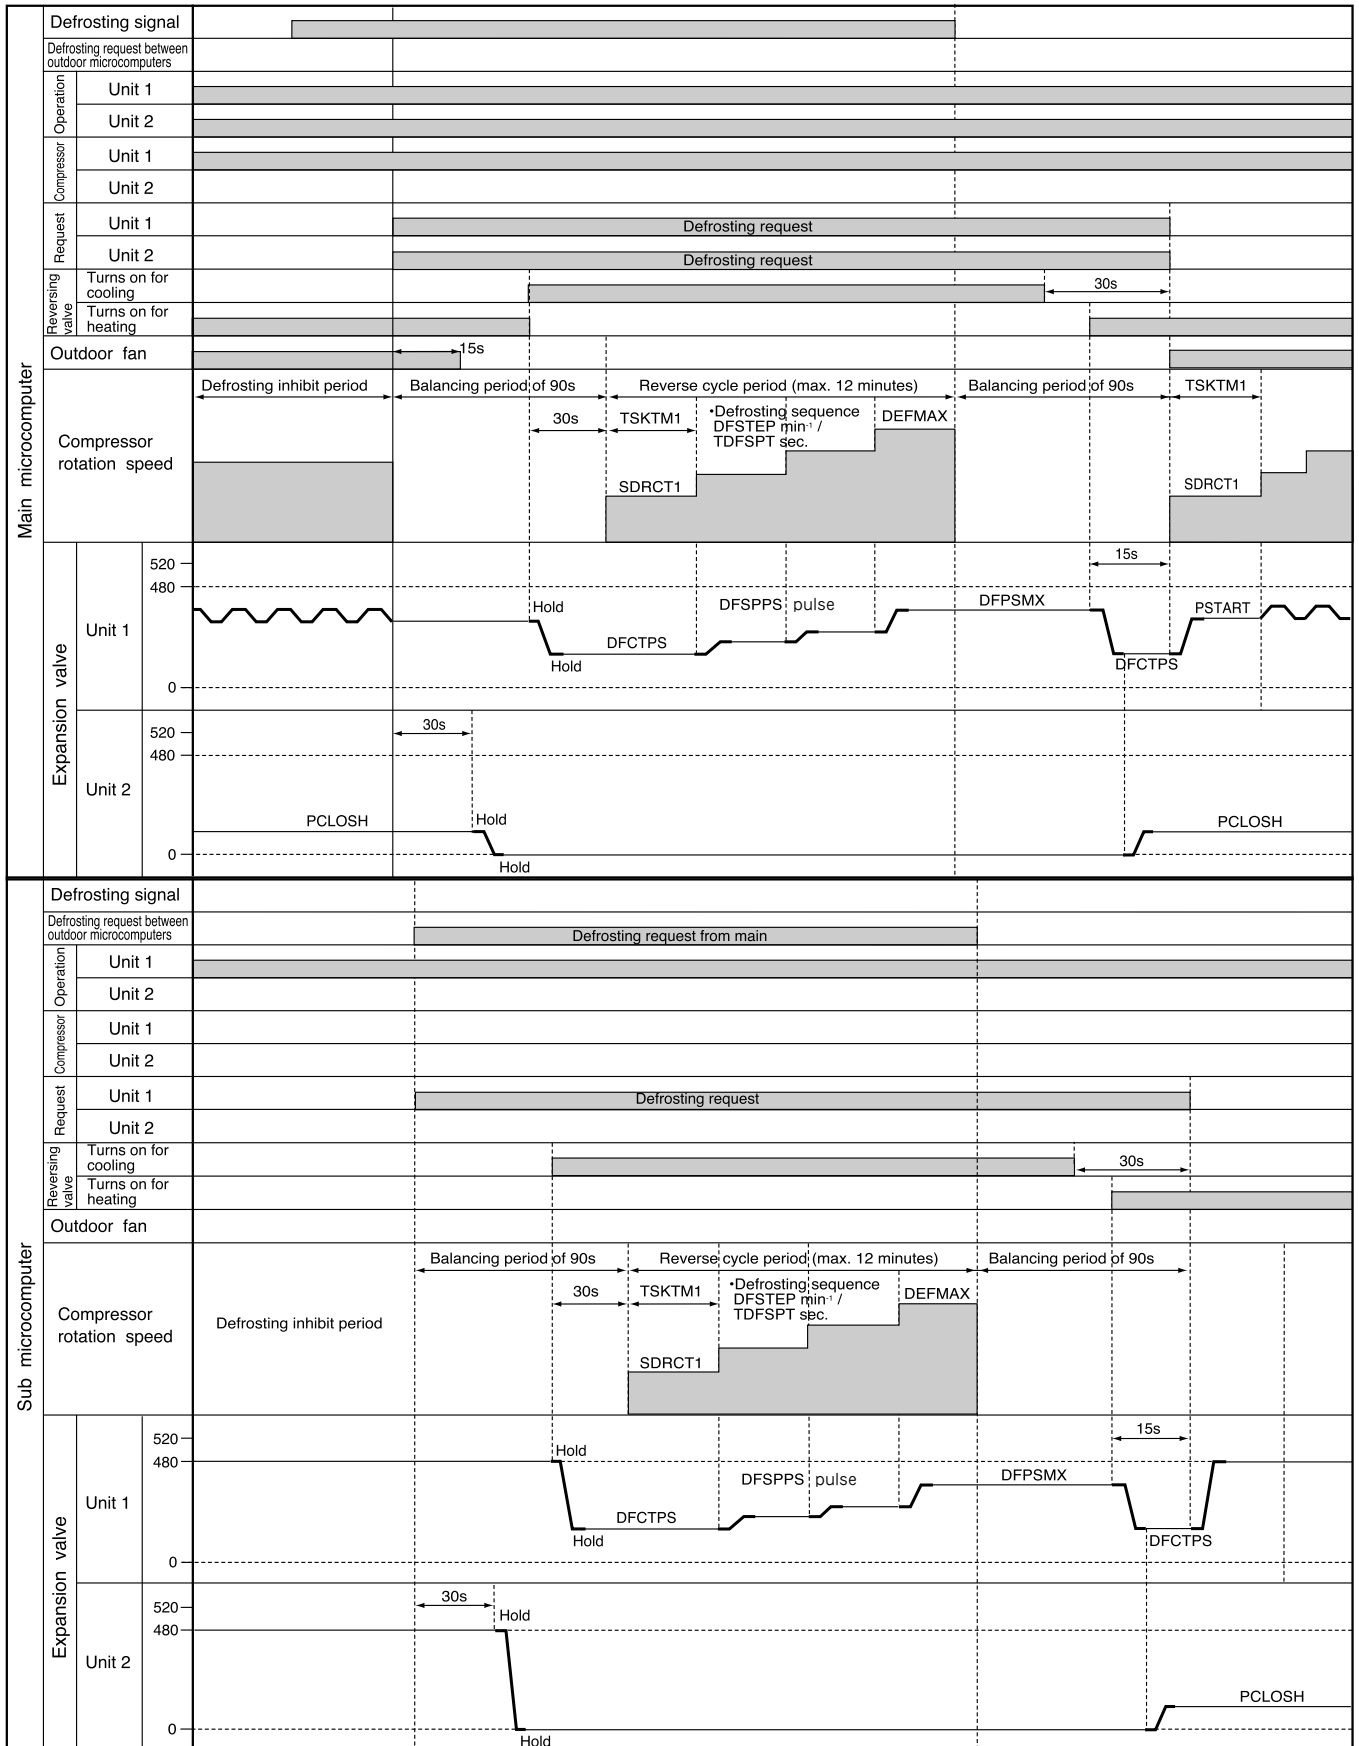 Main microcomputer
Defrosting signal
Defrosting request between
outdoor microcomputers
Operation
Unit 1
Unit 2
Compressor
Unit 1
Unit 2
Request
Unit 1
Defrosting request
Unit 2
Defrosting request
Reversing
valve
Turns on for
cooling
30s
Turns on for
heating
Outdoor fan
15s
Compressor
rotation speed
Defrosting inhibit period
Balancing period of 90s
Reverse cycle period (max. 12 minutes)
Balancing period of 90s
TSKTM1
30s
TSKTM1
•Defrosting sequence
DFSTEP min-1 /
TDFSPT sec.
DEFMAX
SDRCT1
SDRCT1
Expansion valve
Unit 1
520
480
0
15s
Hold
Hold
DFCTPS
DFSPPS pulse
DFPSMX
DFCTPS
PSTART
Unit 2
520
480
0
30s
PCLOSH
Hold
Hold
PCLOSH
Sub microcomputer
Defrosting signal
Defrosting request between
outdoor microcomputers
Defrosting request from main
Operation
Unit 1
Unit 2
Compressor
Unit 1
Unit 2
Request
Unit 1
Defrosting request
Unit 2
Reversing
valve
Turns on for
cooling
30s
Turns on for
heating
Outdoor fan
Compressor
rotation speed
Defrosting inhibit period
Balancing period of 90s
Reverse cycle period (max. 12 minutes)
Balancing period of 90s
30s
TSKTM1
•Defrosting sequence
DFSTEP min-1 /
TDFSPT sec.
DEFMAX
SDRCT1
Expansion valve
Unit 1
520
480
0
15s
Hold
Hold
DFCTPS
DFSPPS pulse
DFPSMX
DFCTPS
Unit 2
520
480
0
30s
Hold
Hold
PCLOSH